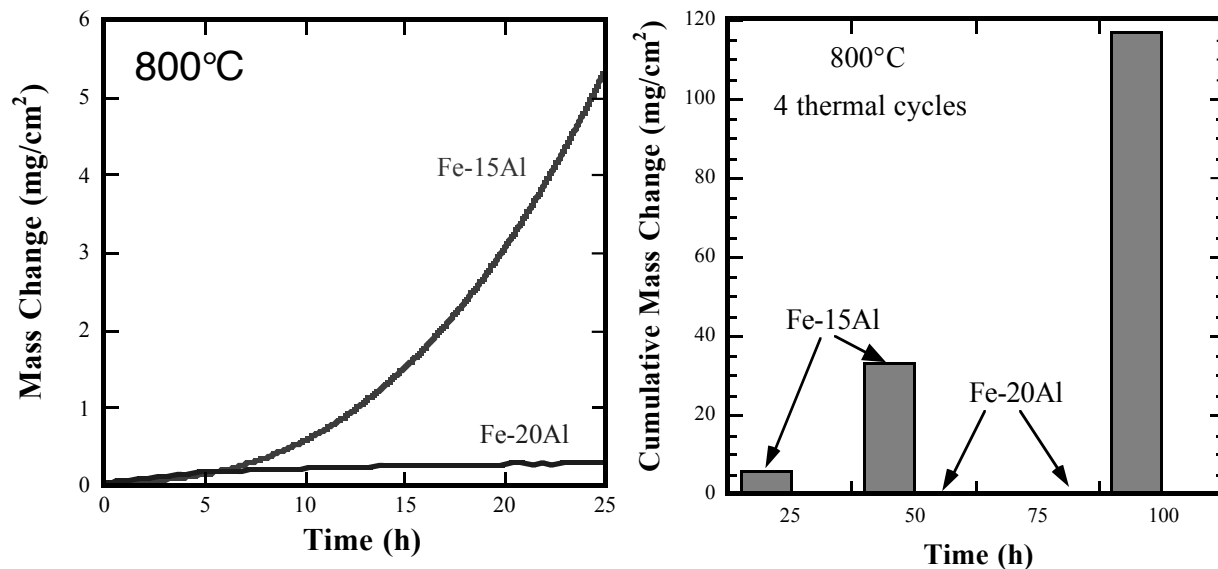 Mass Change (mg/cm²)
6
5
4
3
2
1
0
800°C
Fe-15Al
Fe-20Al
0
5
10
15
20
25
Time (h)
Cumulative Mass Change (mg/cm²)
120
100
80
60
40
20
0
800°C
4 thermal cycles
Fe-15Al
Fe-20Al
25
50
75
100
Time (h)